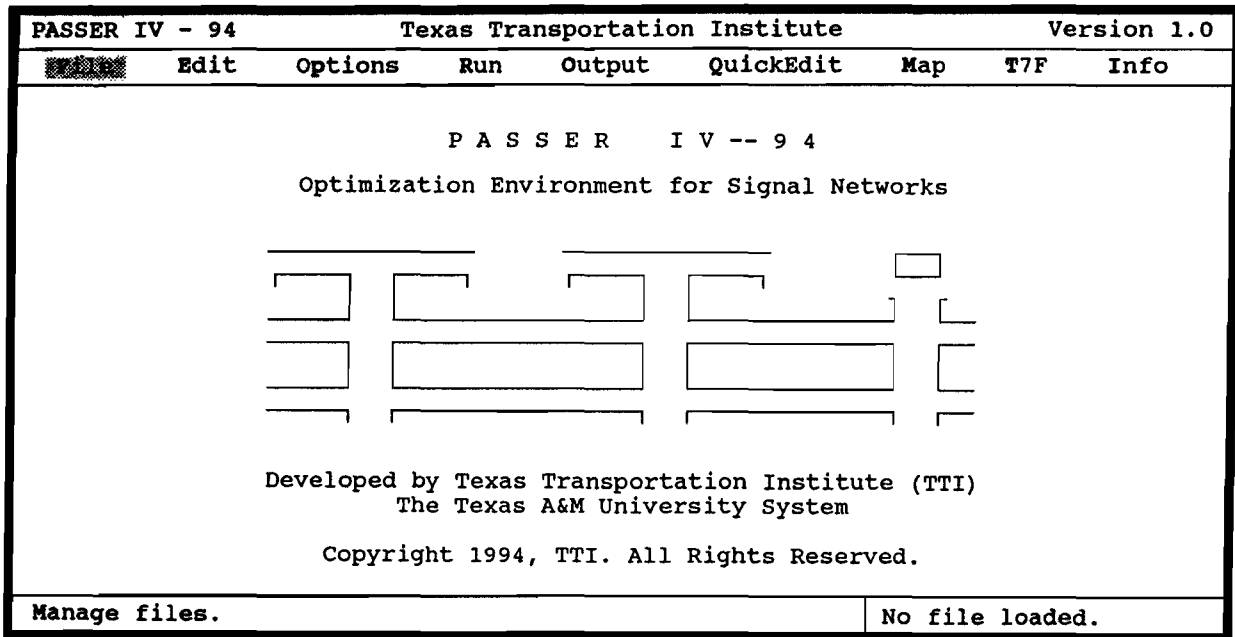 PASSER IV - 94 Texas Transportation Institute Version 1.0
File Edit Options Run Output QuickEdit Map T7F Info
P A S S E R I V -- 9 4
Optimization Environment for Signal Networks
Developed by Texas Transportation Institute (TTI)
The Texas A&M University System
Copyright 1994, TTI. All Rights Reserved.
Manage files. No file loaded.